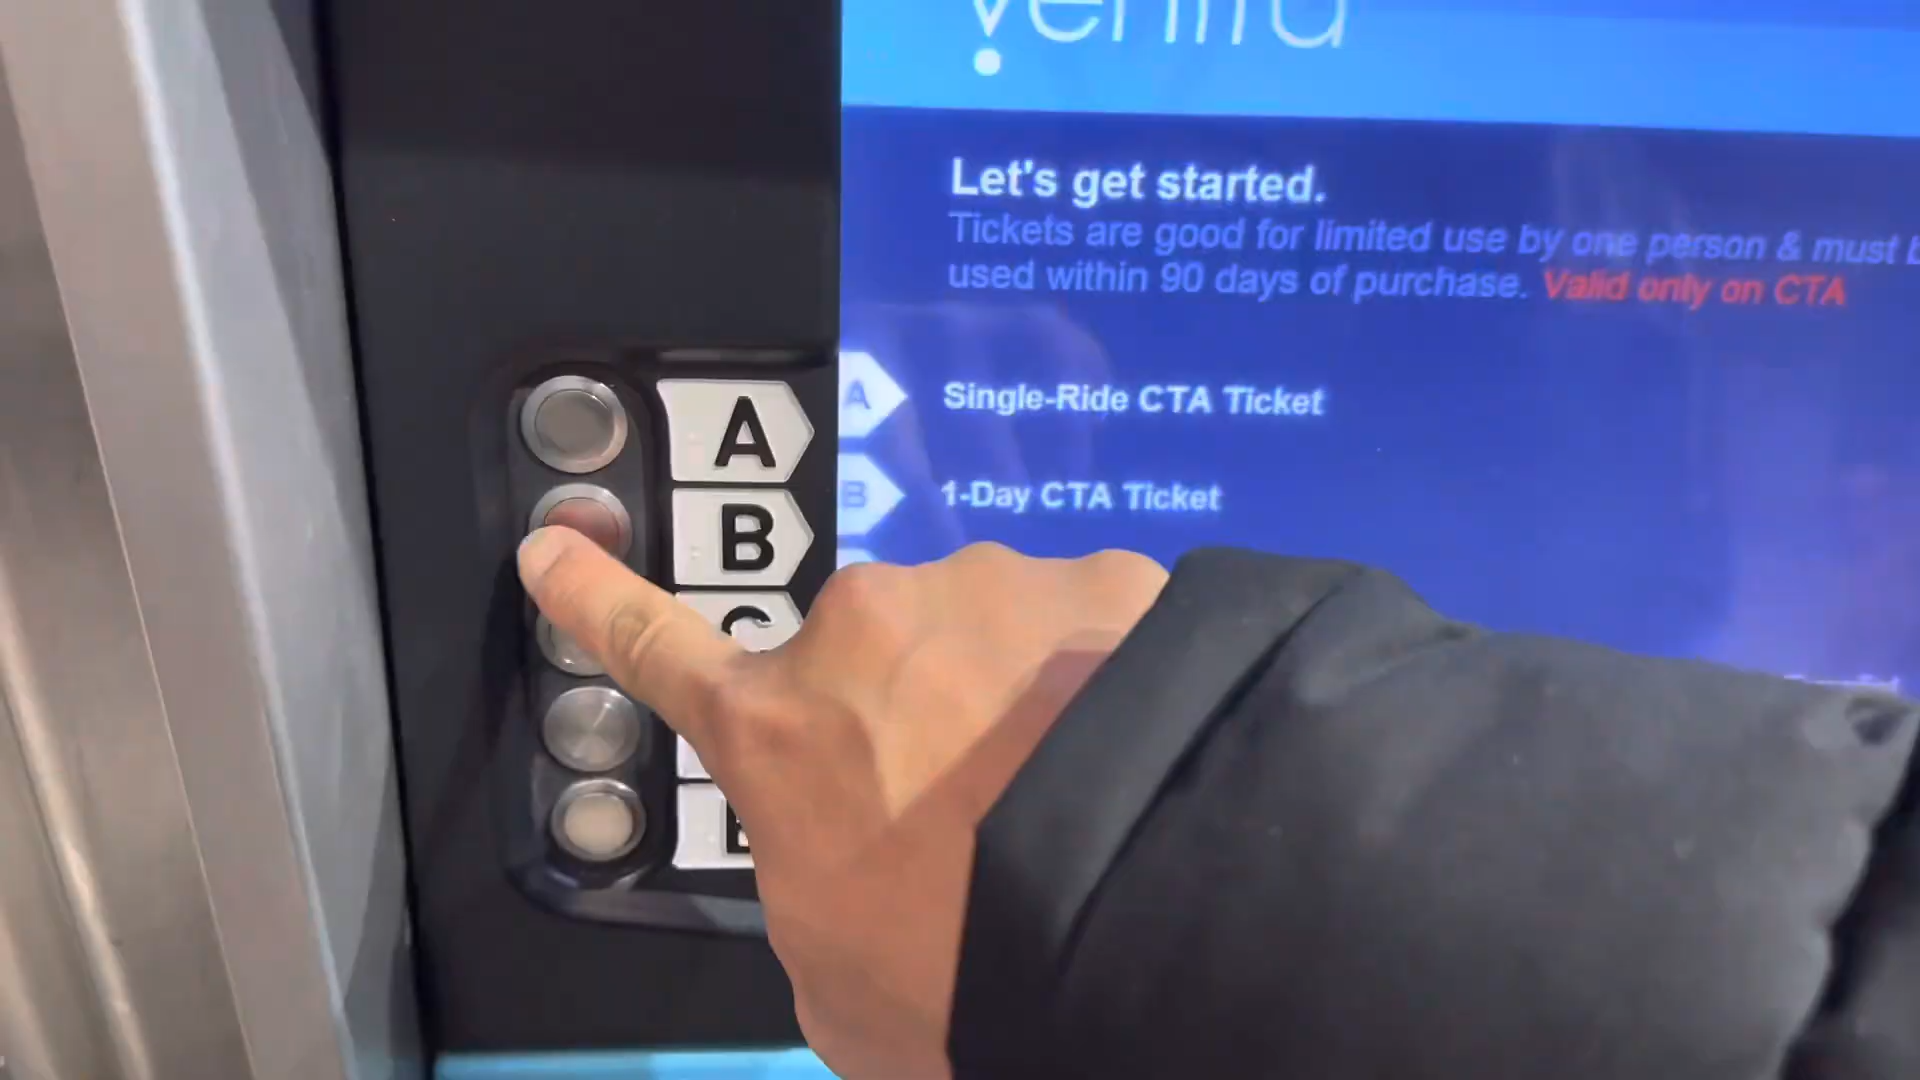 ventra
Let's get started.
Tickets are good for limited use by one person & must
used within 90 days of purchase. Valid only on CTA
A
A Single-Ride CTA Ticket
B
B 1-Day CTA Ticket
C